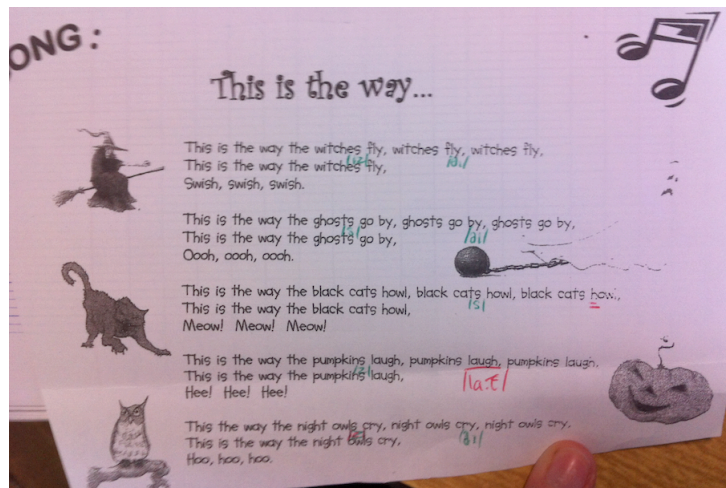 ONG:
This is the way...
This is the way the witches fly, witches fly, witches fly,
This is the way the witches fly,
Swish, swish, swish.
This is the way the ghosts go by, ghosts go by, ghosts go by,
/ai/
This is the way the ghosts go by,
Oooh, oooh, oooh.
This is the way the black cats howl, black cats howl, black cats howl,
/s/
This is the way the black cats howl,
Meow! Meow! Meow!
This is the way the pumpkins laugh, pumpkins laugh, pumpkins laugh,
/z/
This is the way the pumpkins laugh,
Hee! Hee! Hee!
This the way the night owls cry, night owls cry, night owls cry,
This is the way the night owls cry,
Hoo, hoo, hoo.